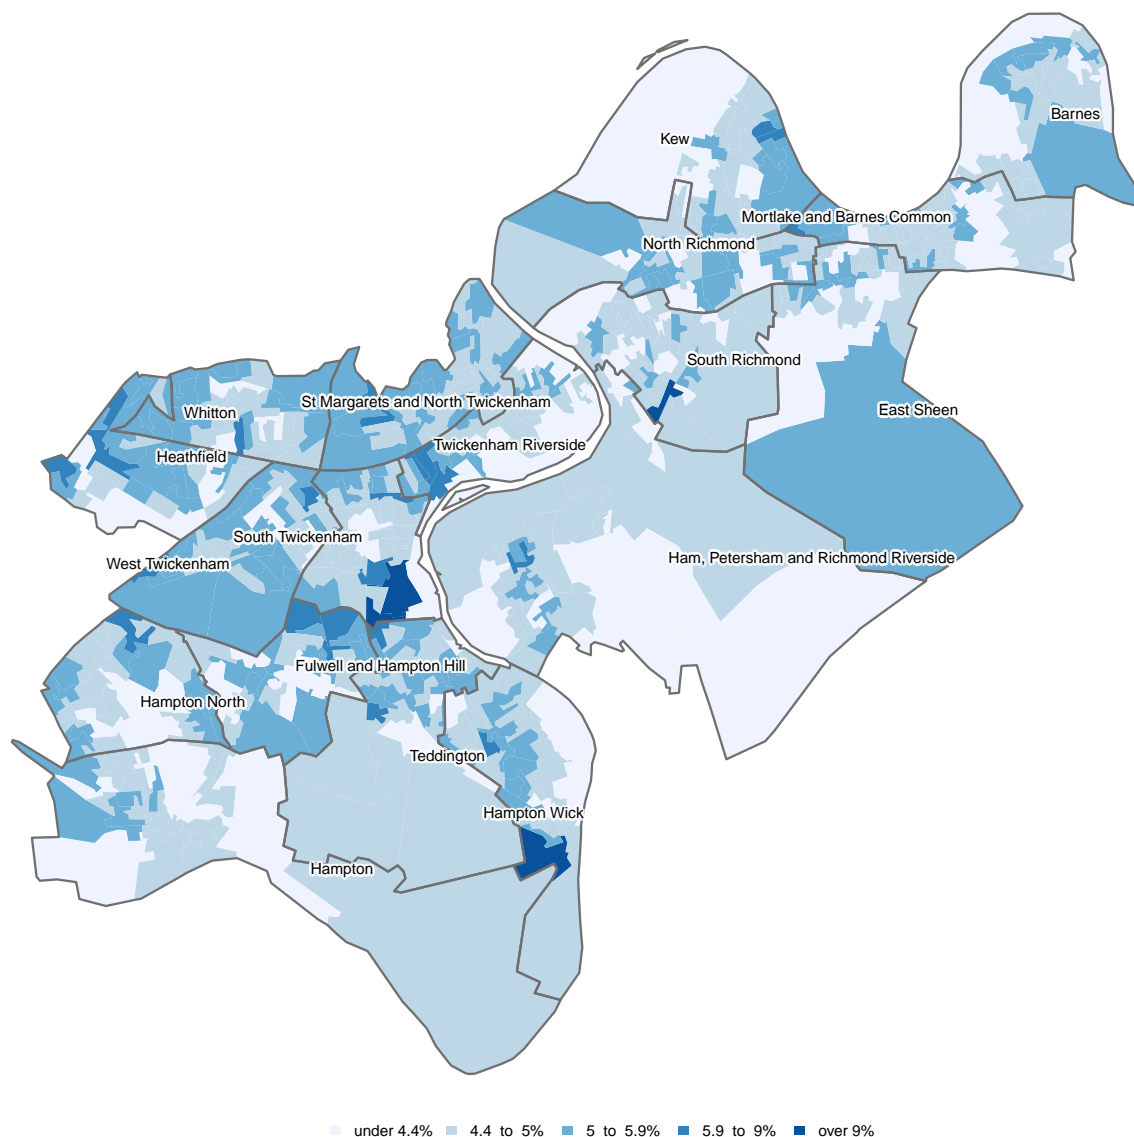 Barnes
Kew
Mortlake and Barnes Common
North Richmond
South Richmond
St Margarets and North Twickenham
East Sheen
Whitton
Twickenham Riverside
Heathfield
South Twickenham
Ham, Petersham and Richmond Riverside
West Twickenham
Fulwell and Hampton Hill
Hampton North
Teddington
Hampton Wick
Hampton
under 4.4% 4.4 to 5% 5 to 5.9% 5.9 to 9% over 9%